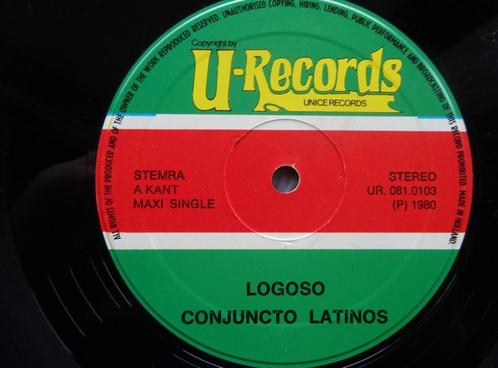 ALL RIGHTS OF THE PRODUCER AND OF THE OWNER OF THE WORK REPRODUCED RESERVED. UNAUTHORISED COPYING, HIRING, LENDING, PUBLIC PERFORMANCE AND BROADCASTING OF THIS RECORD PROHIBITED. MADE IN HOLLAND.
Copyright by
U-Records
UNICE RECORDS
STEMRA
A KANT
MAXI SINGLE
STEREO
UR. 081.0103
(P) 1980
LOGOSO
CONJUNCTO LATiNOS